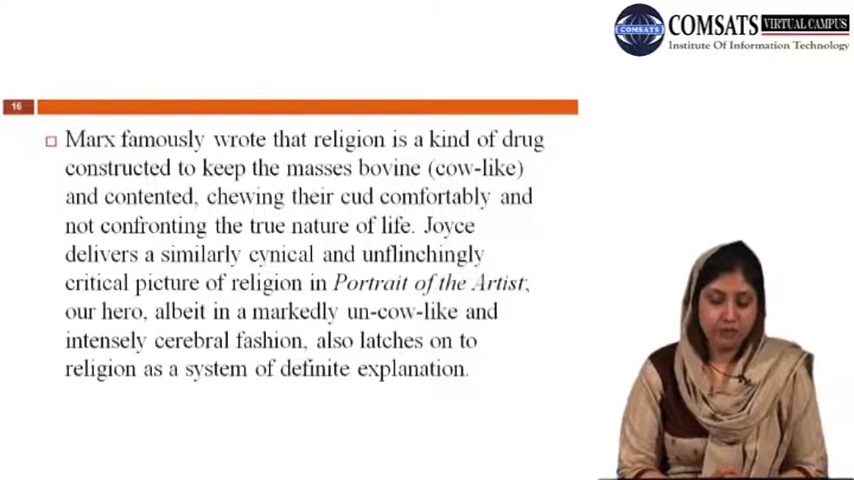 COMSATS
COMSATS VIRTUAL CAMPUS
Institute Of Information Technology
16
Marx famously wrote that religion is a kind of drug
constructed to keep the masses bovine (cow-like)
and contented, chewing their cud comfortably and
not confronting the true nature of life. Joyce
delivers a similarly cynical and unflinchingly
critical picture of religion in Portrait of the Artist;
our hero, albeit in a markedly un-cow-like and
intensely cerebral fashion, also latches on to
religion as a system of definite explanation.